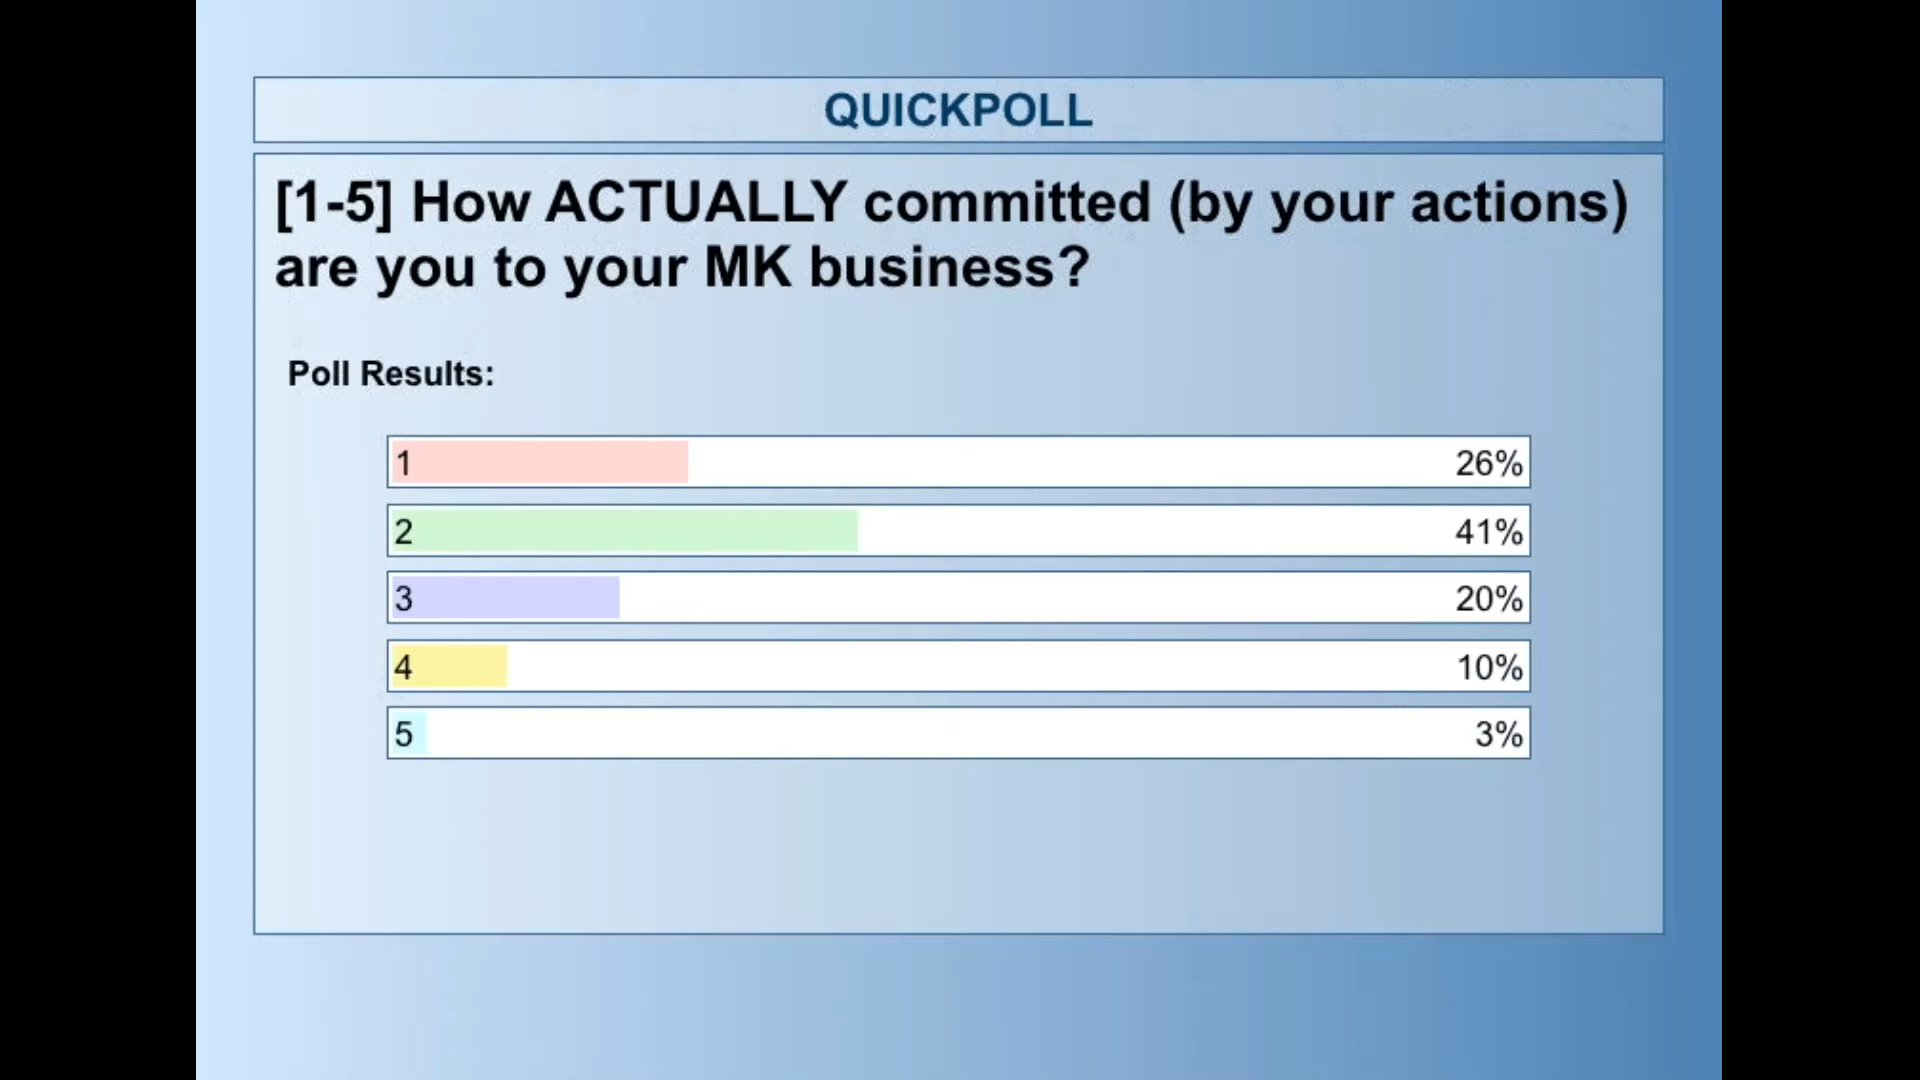 QUICKPOLL
[1-5] How ACTUALLY committed (by your actions)
are you to your MK business?
Poll Results:
1 26%
2 41%
3 20%
4 10%
5 3%